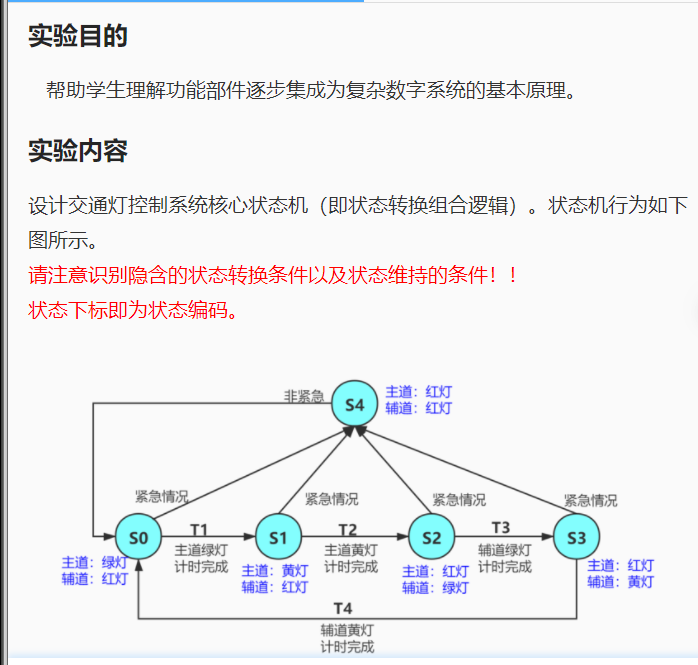 实验目的
帮助学生理解功能部件逐步集成为复杂数字系统的基本原理。
实验内容
设计交通灯控制系统核心状态机（即状态转换组合逻辑）。状态机行为如下
图所示。
请注意识别隐含的状态转换条件以及状态维持的条件！！
状态下标即为状态编码。
非紧急
S4
主道：红灯
辅道：红灯
紧急情况
紧急情况
紧急情况
紧急情况
S0
T1
主道绿灯
计时完成
S1
T2
主道黄灯
计时完成
S2
T3
辅道绿灯
计时完成
S3
主道：绿灯
辅道：红灯
主道：黄灯
辅道：红灯
主道：红灯
辅道：绿灯
主道：红灯
辅道：黄灯
T4
辅道黄灯
计时完成